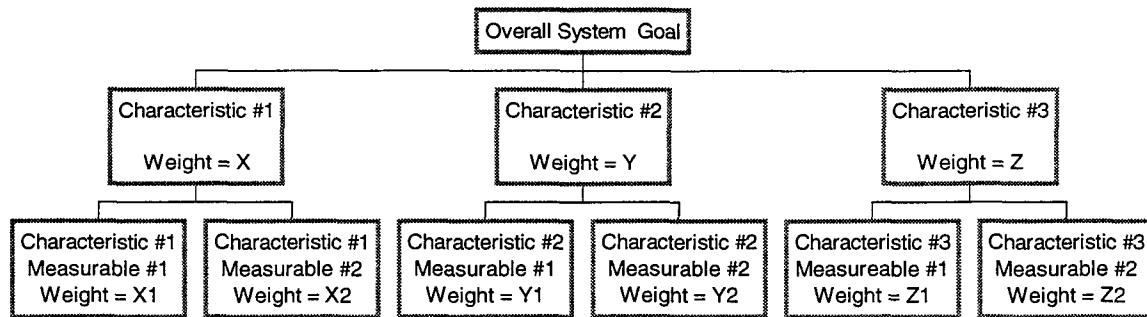 Overall System Goal
Characteristic #1
Weight = X
Characteristic #2
Weight = Y
Characteristic #3
Weight = Z
Characteristic #1
Measurable #1
Weight = X1
Characteristic #1
Measurable #2
Weight = X2
Characteristic #2
Measurable #1
Weight = Y1
Characteristic #2
Measurable #2
Weight = Y2
Characteristic #3
Measureable #1
Weight = Z1
Characteristic #3
Measurable #2
Weight = Z2